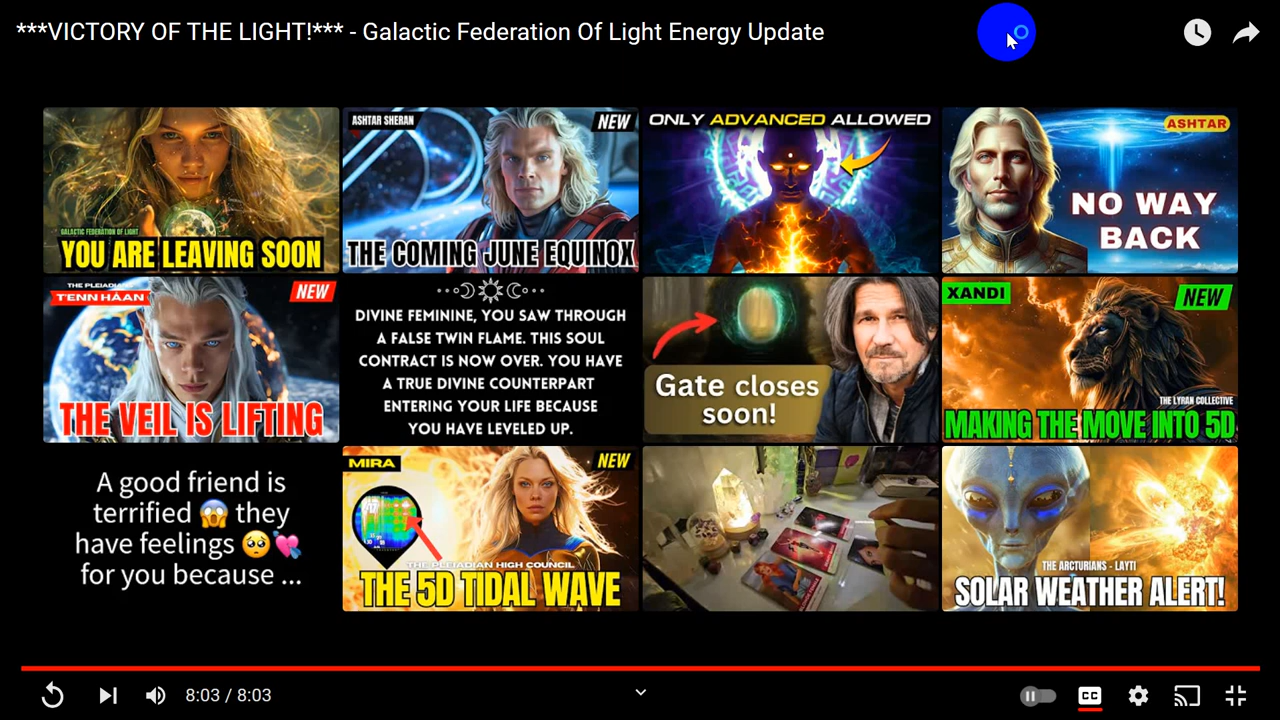 ***VICTORY OF THE LIGHT!*** - Galactic Federation Of Light Energy Update
GALACTIC FEDERATION OF LIGHT
YOU ARE LEAVING SOON
ASHTAR SHERAN
NEW
THE COMING JUNE EQUINOX
ONLY ADVANCED ALLOWED
ASHTAR
NO WAY
BACK
THE PLEIADIANS
T'ENN HÁAN
NEW
THE VEIL IS LIFTING
DIVINE FEMININE, YOU SAW THROUGH
A FALSE TWIN FLAME. THIS SOUL
CONTRACT IS NOW OVER. YOU HAVE
A TRUE DIVINE COUNTERPART
ENTERING YOUR LIFE BECAUSE
YOU HAVE LEVELED UP.
Gate closes
soon!
XANDI
NEW
THE LYRAN COLLECTIVE
MAKING THE MOVE INTO 5D
A good friend is
terrified 😱 they
have feelings 🥺💘
for you because ...
MIRA
NEW
THE PLEIADIAN HIGH COUNCIL
THE 5D TIDAL WAVE
THE ARCTURIANS - LAYTI
SOLAR WEATHER ALERT!
8:03 / 8:03
CC